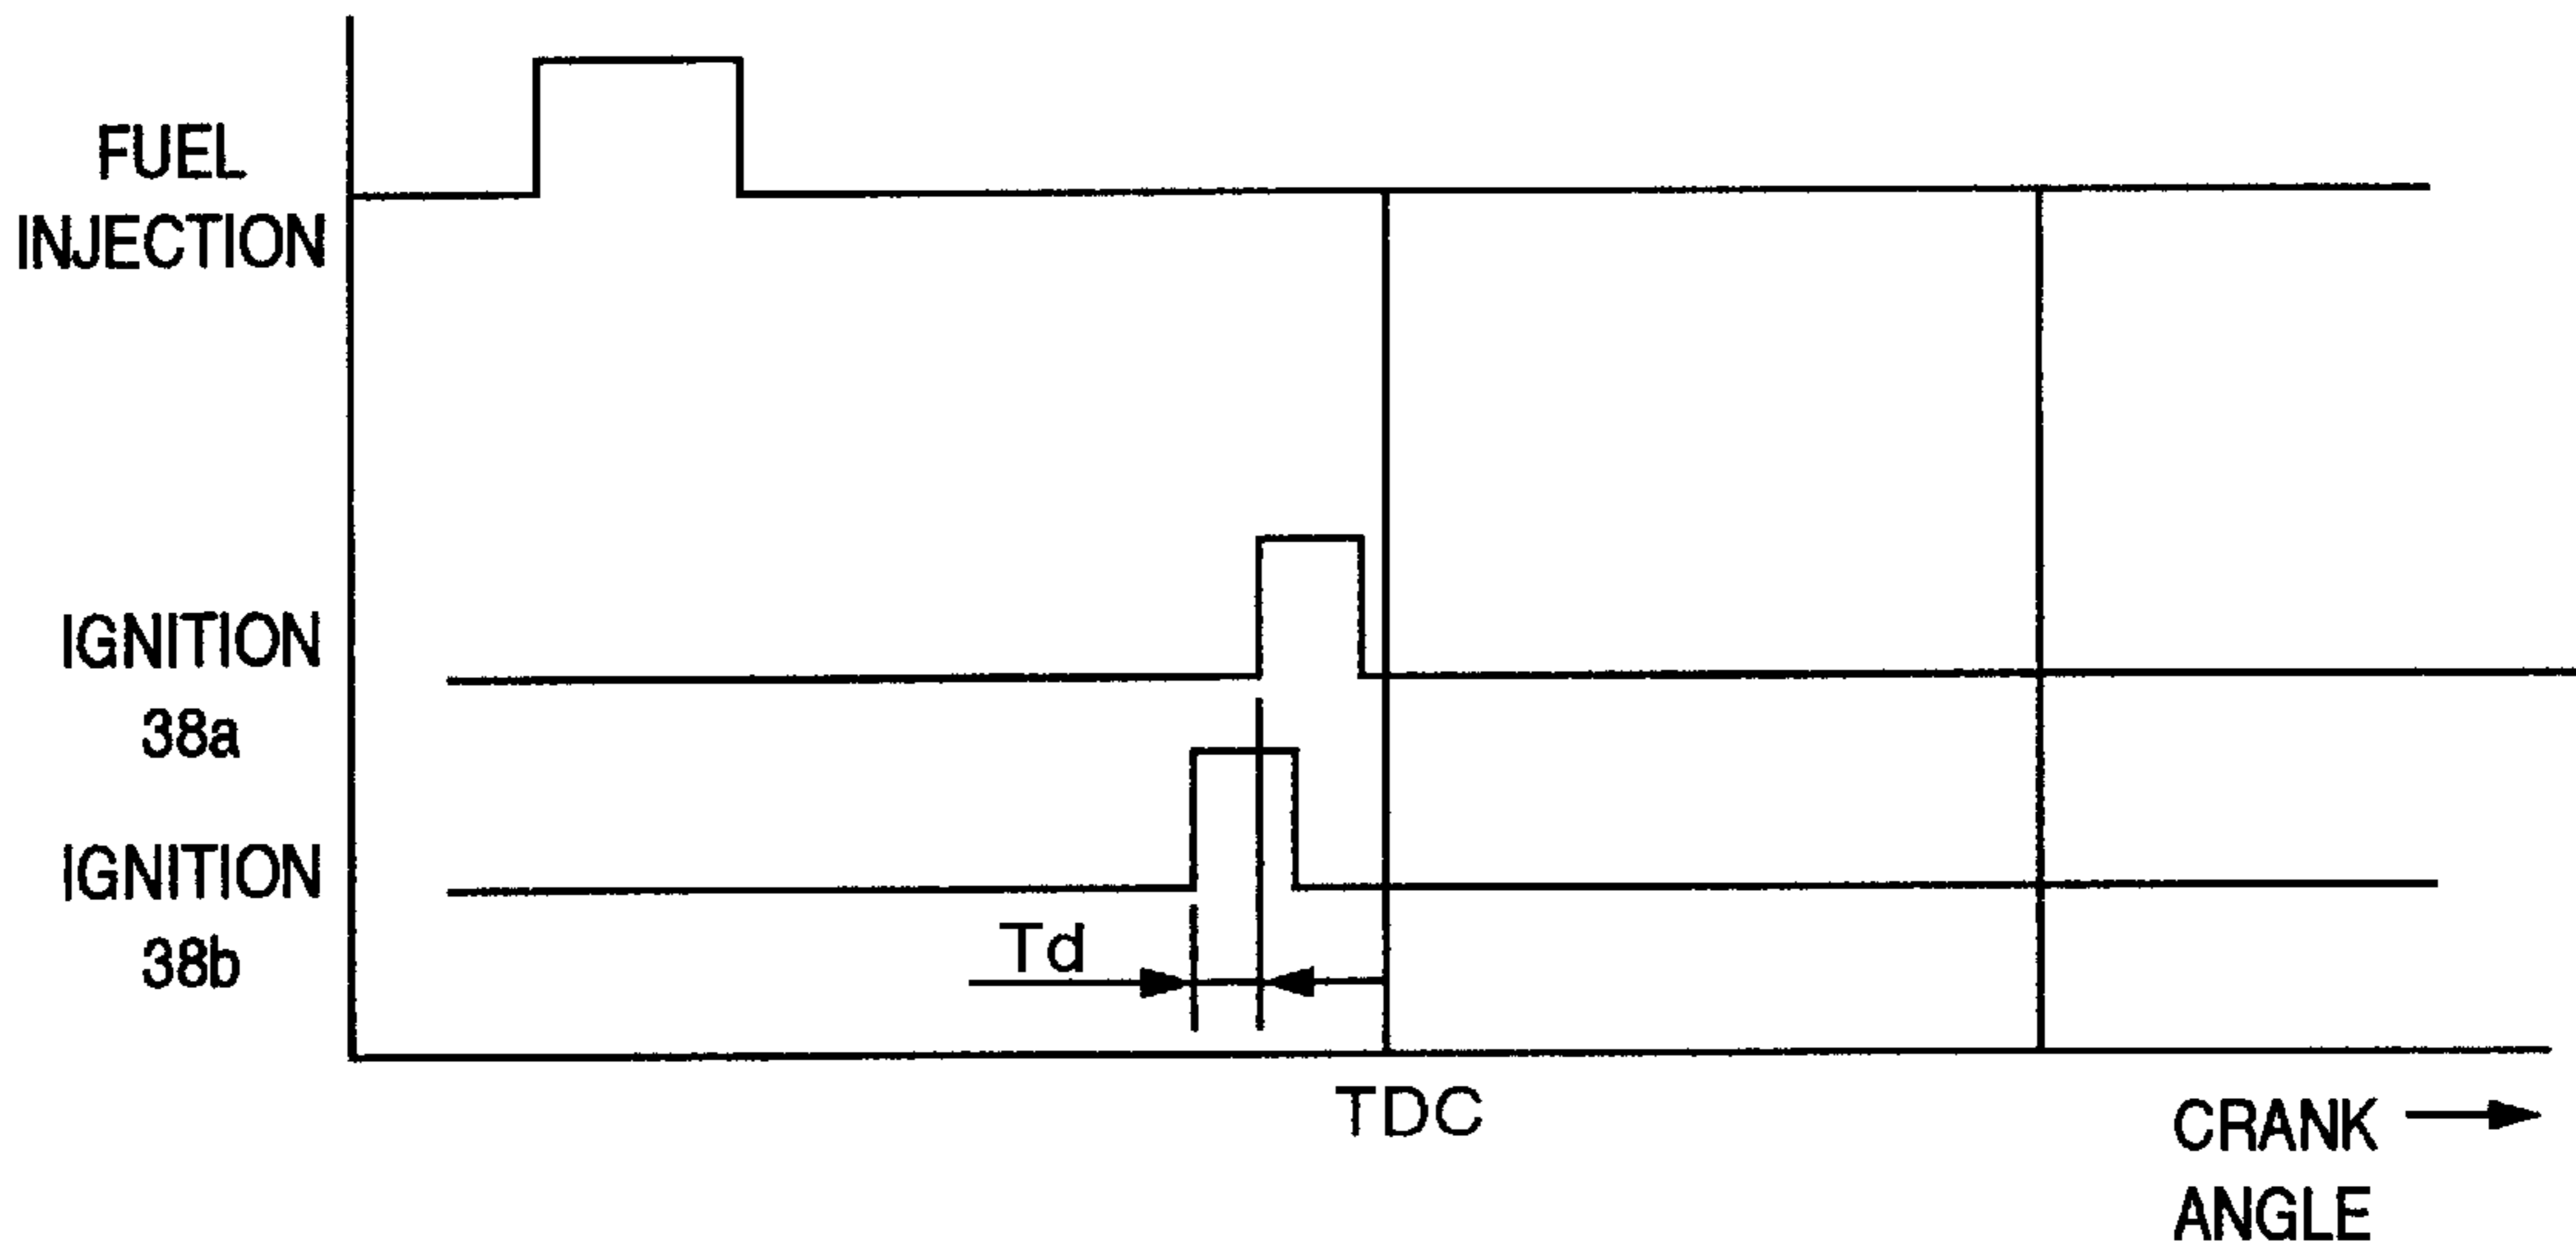 FUEL
INJECTION
IGNITION
38a
IGNITION
38b
Td
TDC
CRANK
ANGLE